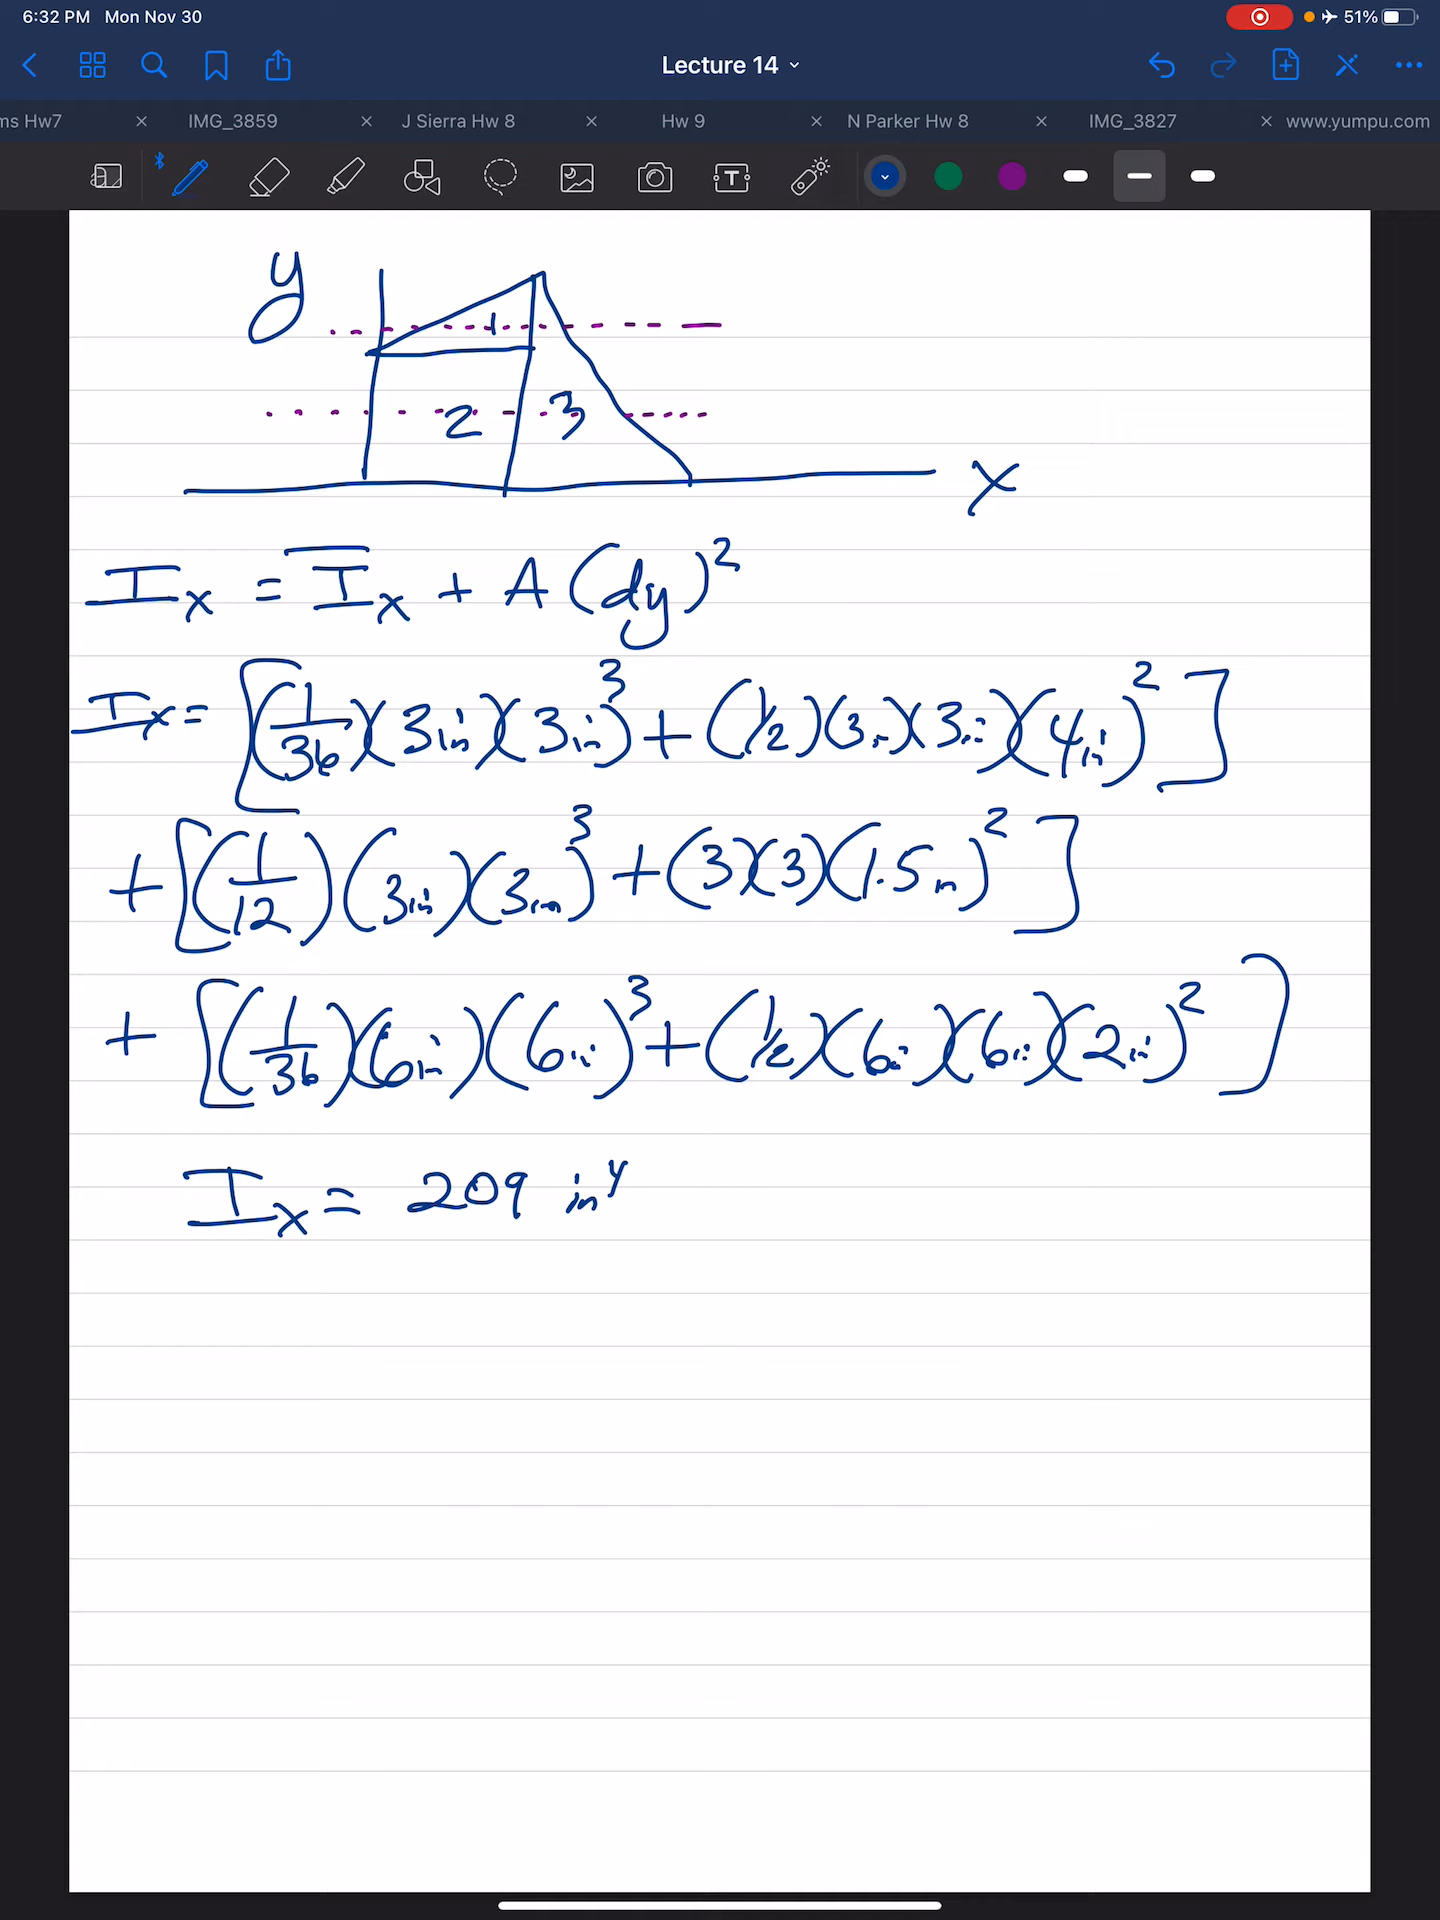 6:32 PM Mon Nov 30
51%
Lecture 14
ms Hw7
IMG_3859
J Sierra Hw 8
Hw 9
N Parker Hw 8
IMG_3827
www.yumpu.com
T
y
1
2 3
x
Ix = I̅x + A (dy)²
Ix = [(1/36)(3in)(3in)³ + (1/2)(3in)(3in)(4in)²]
+ [(1/12)(3in)(3in)³ + (3)(3)(1.5in)²]
+ [(1/36)(6in)(6in)³ + (1/2)(6in)(6in)(2in)²]
Ix = 209 in⁴